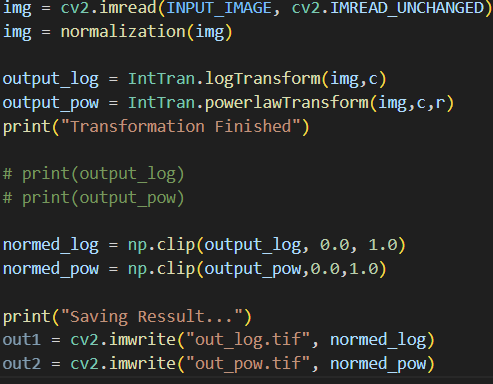 img = cv2.imread(INPUT_IMAGE, cv2.IMREAD_UNCHANGED)
img = normalization(img)
output_log = IntTran.logTransform(img,c)
output_pow = IntTran.powerlawTransform(img,c,r)
print("Transformation Finished")
# print(output_log)
# print(output_pow)
normed_log = np.clip(output_log, 0.0, 1.0)
normed_pow = np.clip(output_pow,0.0,1.0)
print("Saving Ressult...")
out1 = cv2.imwrite("out_log.tif", normed_log)
out2 = cv2.imwrite("out_pow.tif", normed_pow)